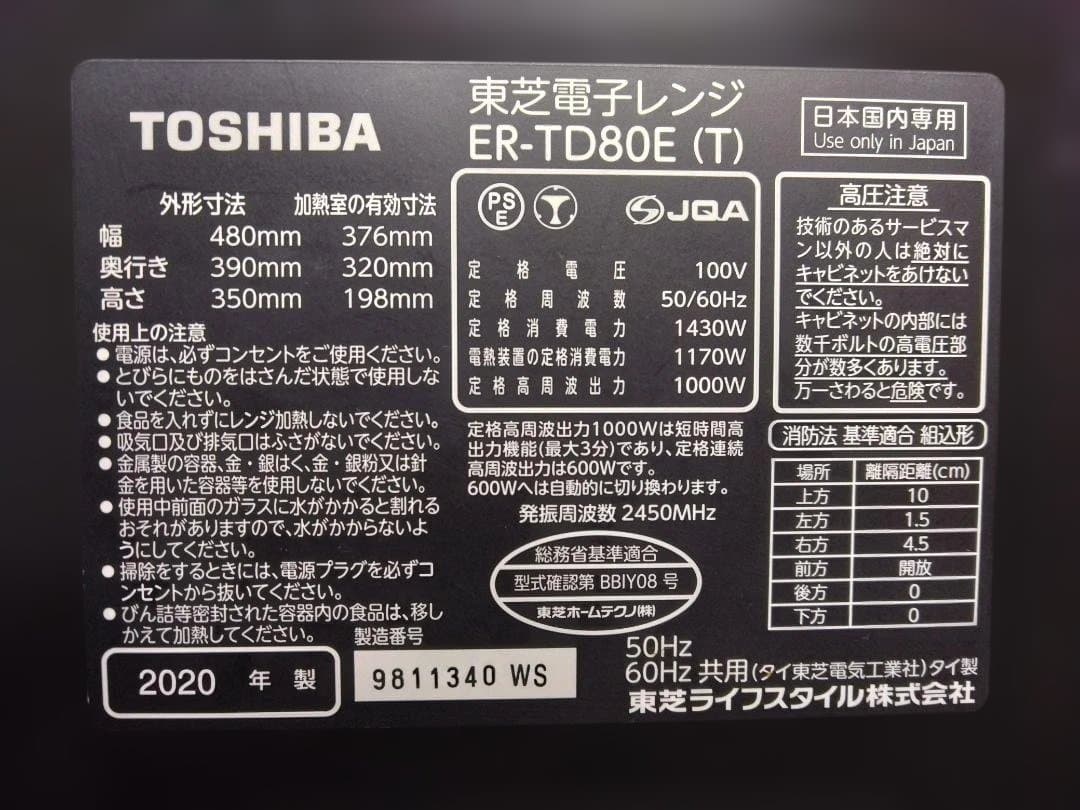 TOSHIBA
東芝電子レンジ
ER-TD80E (T)
日本国内専用
Use only in Japan
外形寸法 加熱室の有効寸法
幅 480mm 376mm
奥行き 390mm 320mm
高さ 350mm 198mm
使用上の注意
●電源は、必ずコンセントをご使用ください。
●とびらにものをはさんだ状態で使用しな
いでください。
●食品を入れずにレンジ加熱しないでください。
●吸気口及び排気口はふさがないでください。
●金属製の容器、金・銀はく、金・銀粉又は針
金を用いた容器等を使用しないでください。
●使用中前面のガラスに水がかかると割れる
おそれがありますので、水がかからないよ
うにしてください。
●掃除をするときには、電源プラグを必ずコ
ンセントから抜いてください。
●びん詰等密封された容器内の食品は、移し
かえて加熱してください。
製造番号
2020 年 製
9811340 WS
PS
E
JQA
定格電圧 100V
定格周波数 50/60Hz
定格消費電力 1430W
電熱装置の定格消費電力 1170W
定格高周波出力 1000W
定格高周波出力1000Wは短時間高
出力機能(最大3分)であり、定格連続
高周波出力は600Wです。
600Wへは自動的に切り換わります。
発振周波数 2450MHz
総務省基準適合
型式確認第 BBIY08 号
東芝ホームテクノ(株)
高圧注意
技術のあるサービスマ
ン以外の人は絶対に
キャビネットをあけない
でください。
キャビネットの内部には
数千ボルトの高電圧部
分が数多くあります。
万一さわると危険です。
消防法 基準適合 組込形
場所 離隔距離(cm)
上方 10
左方 1.5
右方 4.5
前方 開放
後方 0
下方 0
50Hz
60Hz 共用(タイ東芝電気工業社)タイ製
東芝ライフスタイル株式会社